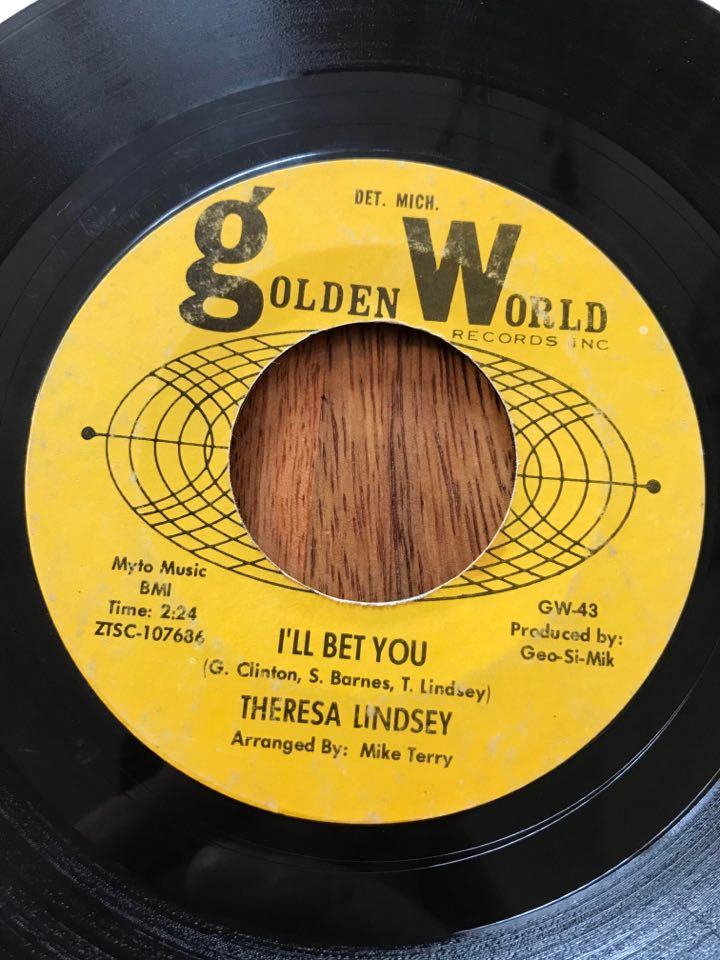 DET. MICH.
gOLDEN WORLD
RECORDS INC
Myto Music
BMI
Time: 2:24
ZTSC-107686
GW-43
Produced by:
Geo-Si-Mik
I'LL BET YOU
(G. Clinton, S. Barnes, T. Lindsey)
THERESA LINDSEY
Arranged By: Mike Terry